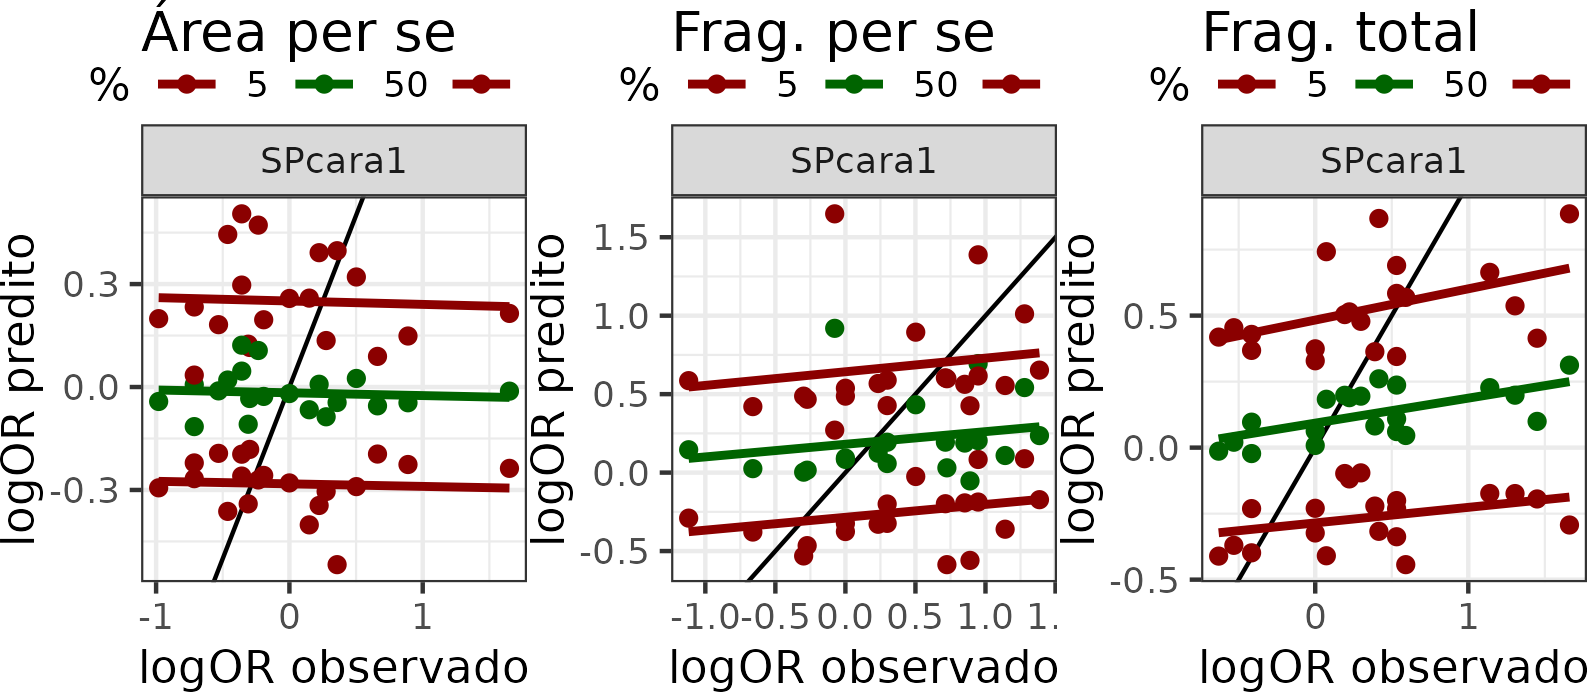 Área per se
% 5 50
SPcara1
0.3
0.0
-0.3
-1 0 1
logOR predito
logOR observado
Frag. per se
% 5 50
SPcara1
1.5
1.0
0.5
0.0
-0.5
-1.0 -0.5 0.0 0.5 1.0 1.
logOR predito
logOR observado
Frag. total
% 5 50
SPcara1
0.5
0.0
-0.5
0 1
logOR predito
logOR observado